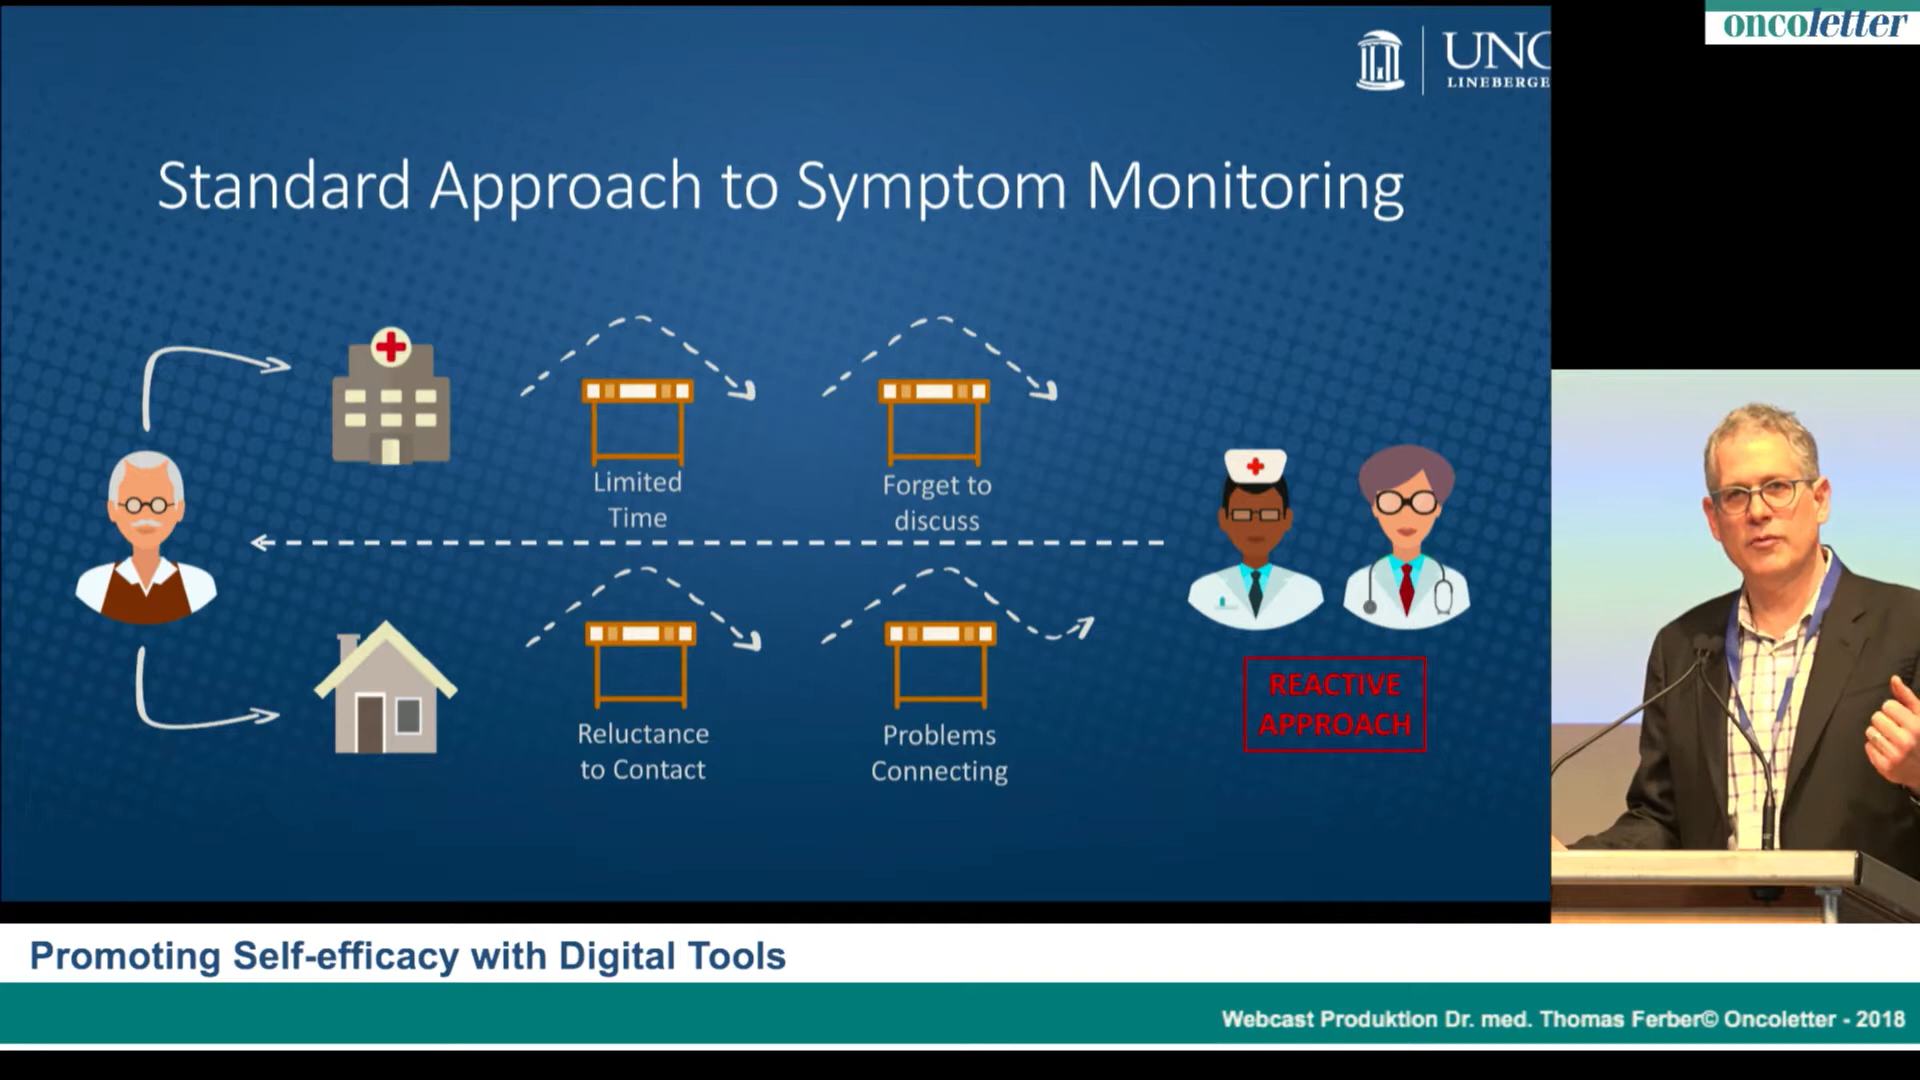 oncoletter
UNC
LINEBERGE
Standard Approach to Symptom Monitoring
Limited
Time
Forget to
discuss
Reluctance
to Contact
Problems
Connecting
REACTIVE
APPROACH
Promoting Self-efficacy with Digital Tools
Webcast Produktion Dr. med. Thomas Ferber© Oncoletter - 2018